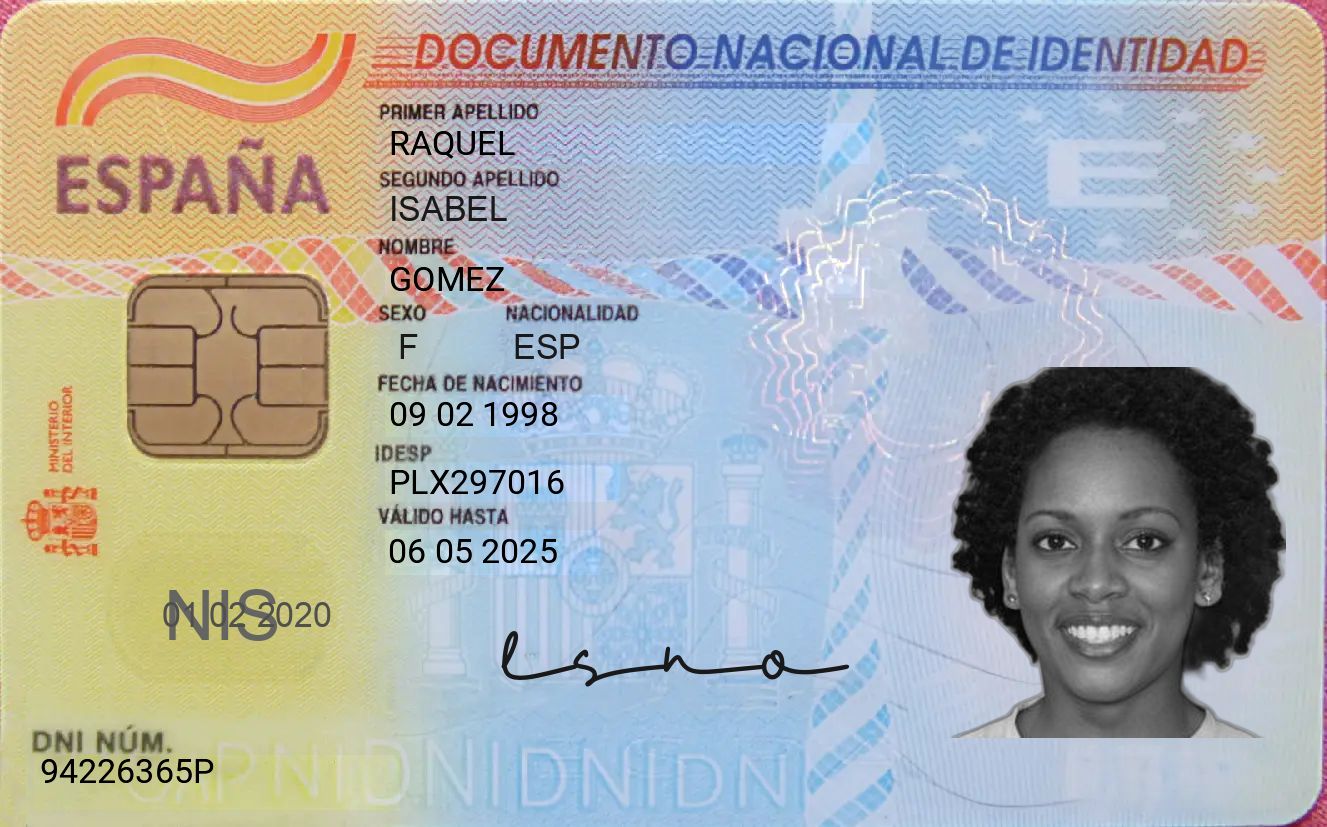 DOCUMENTO NACIONAL DE IDENTIDAD
ESPAÑA
PRIMER APELLIDO
RAQUEL
SEGUNDO APELLIDO
ISABEL
NOMBRE
GOMEZ
SEXO NACIONALIDAD
F ESP
FECHA DE NACIMIENTO
09 02 1998
IDESP
PLX297016
VÁLIDO HASTA
06 05 2025
MINISTERIO
DEL INTERIOR
E
NIS
01 02 2020
DNI NÚM.
94226365P
DNIDNIDNIDN